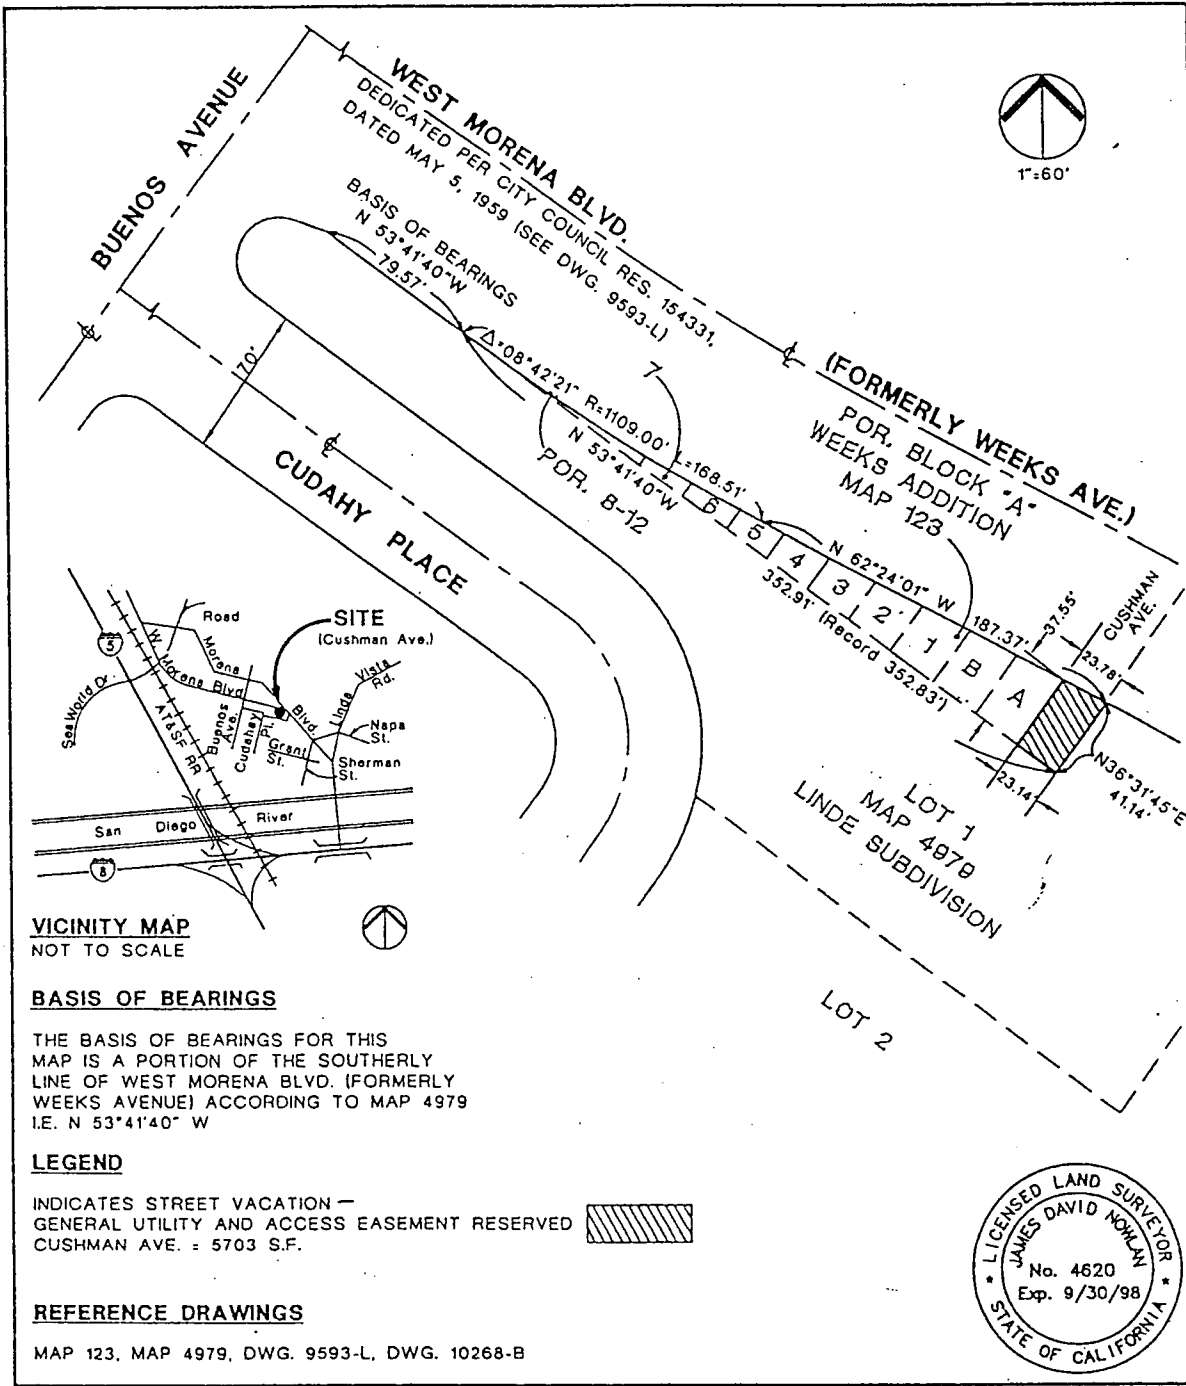 BUENOS AVENUE
WEST MORENA BLVD.
DEDICATED PER CITY COUNCIL RES. 154331,
DATED MAY 5, 1959 (SEE DWG. 9593-L)
(FORMERLY WEEKS AVE.)
1"=60'
BASIS OF BEARINGS
N 53°41'40"W
79.57'
Δ=08°42'21" R=1109.00' L=168.51'
7
N 53°41'40"W
POR. 8-12
70'
CUDAHY PLACE
POR. BLOCK "A"
WEEKS ADDITION
MAP 123
6
5
4
3
2
1
B
A
N 62°24'01" W 187.37'
352.91' (Record 352.83')
37.55'
CUSHMAN
AVE.
23.78'
23.14'
N36°31'45"E
41.14'
LOT 1
MAP 4979
LINDE SUBDIVISION
LOT 2
SITE
(Cushman Ave.)
Road
5
W. Morena Blvd
Morena Blvd.
Sea World Dr.
AT&SF RR
Buenos
Ave.
Cudahy
Pl.
Grant
St.
Linda Vista
Rd.
Napa
St.
Sherman
St.
San Diego River
8
VICINITY MAP
NOT TO SCALE
BASIS OF BEARINGS
THE BASIS OF BEARINGS FOR THIS
MAP IS A PORTION OF THE SOUTHERLY
LINE OF WEST MORENA BLVD. (FORMERLY
WEEKS AVENUE) ACCORDING TO MAP 4979
I.E. N 53°41'40" W
LEGEND
INDICATES STREET VACATION —
GENERAL UTILITY AND ACCESS EASEMENT RESERVED
CUSHMAN AVE. = 5703 S.F.
REFERENCE DRAWINGS
MAP 123, MAP 4979, DWG. 9593-L, DWG. 10268-B
LICENSED LAND SURVEYOR
JAMES DAVID NOWLAN
No. 4620
Exp. 9/30/98
STATE OF CALIFORNIA